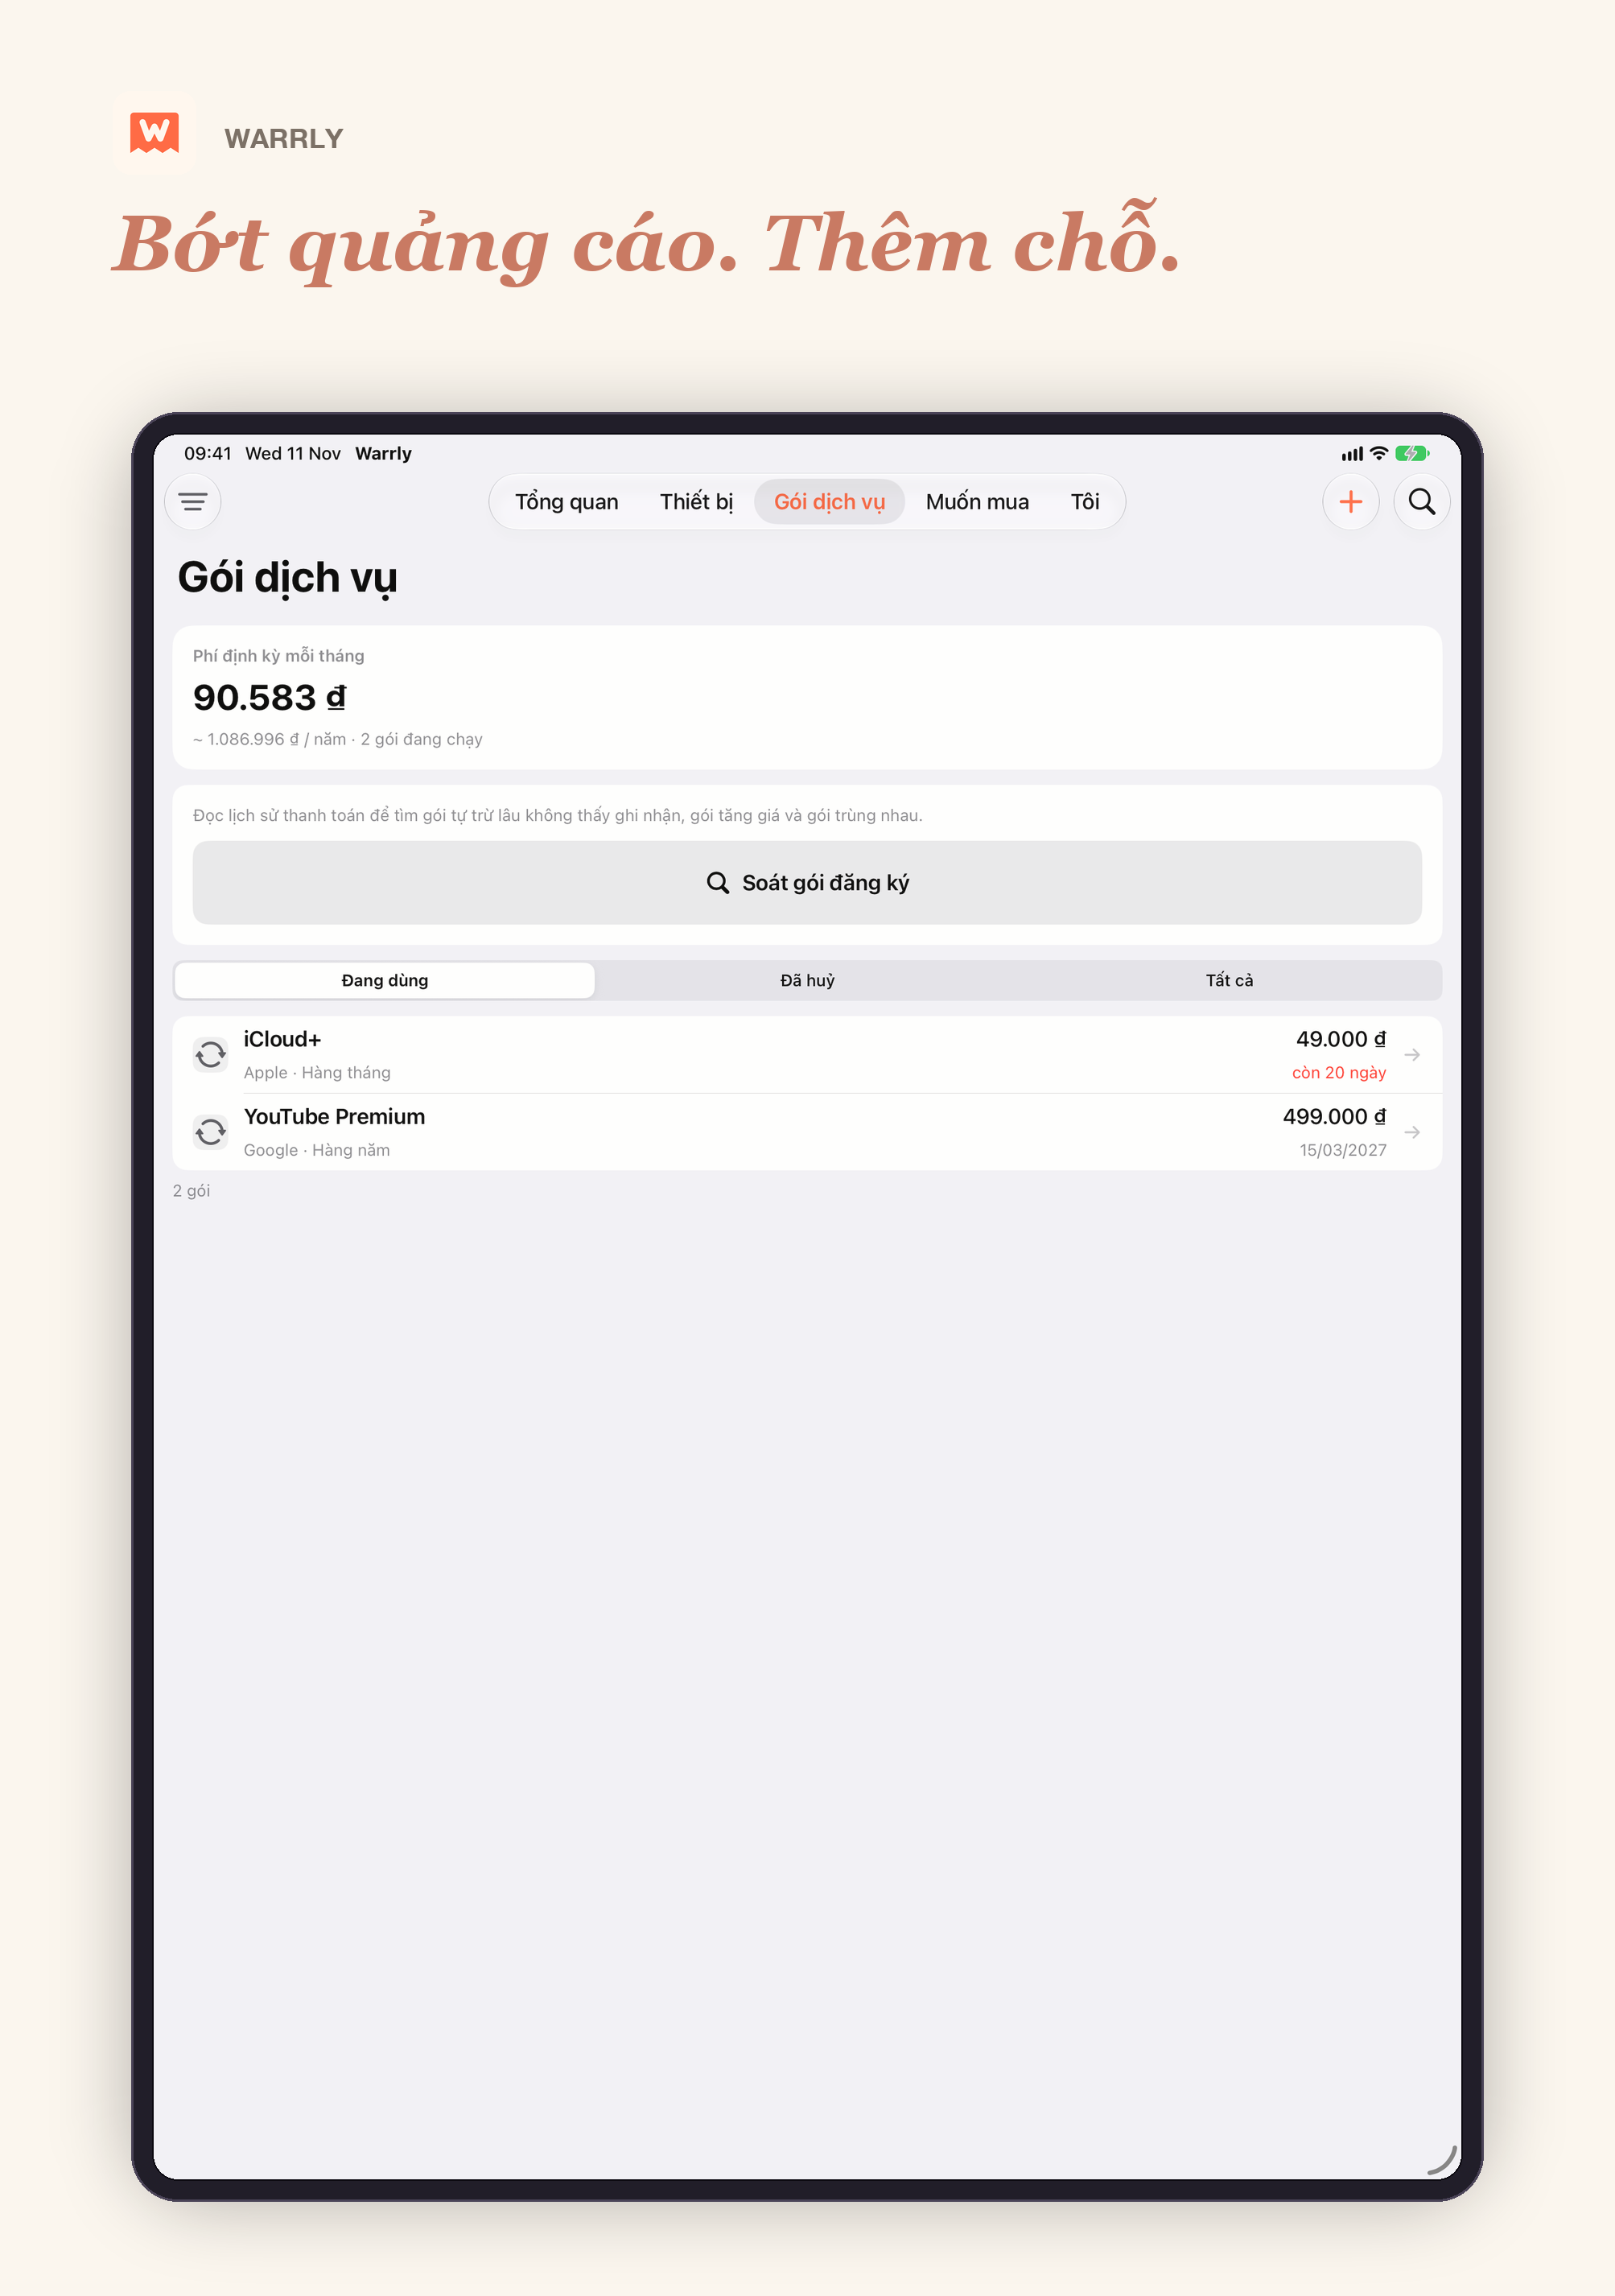 W
WARRLY
Bớt quảng cáo. Thêm chỗ.
09:41 Wed 11 Nov Warrly
Tổng quan Thiết bị Gói dịch vụ Muốn mua Tôi
Gói dịch vụ
Phí định kỳ mỗi tháng
90.583 ₫
~ 1.086.996 ₫ / năm · 2 gói đang chạy
Đọc lịch sử thanh toán để tìm gói tự trừ lâu không thấy ghi nhận, gói tăng giá và gói trùng nhau.
Soát gói đăng ký
Đang dùng Đã huỷ Tất cả
iCloud+ 49.000 ₫
Apple · Hàng tháng còn 20 ngày
YouTube Premium 499.000 ₫
Google · Hàng năm 15/03/2027
2 gói